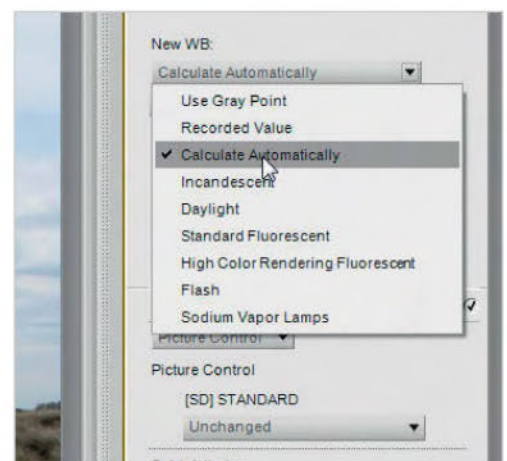 New WB:
Calculate Automatically
Use Gray Point
Recorded Value
✔ Calculate Automatically
Incandescent
Daylight
Standard Fluorescent
High Color Rendering Fluorescent
Flash
Sodium Vapor Lamps
Picture Control
Picture Control
[SD] STANDARD
Unchanged